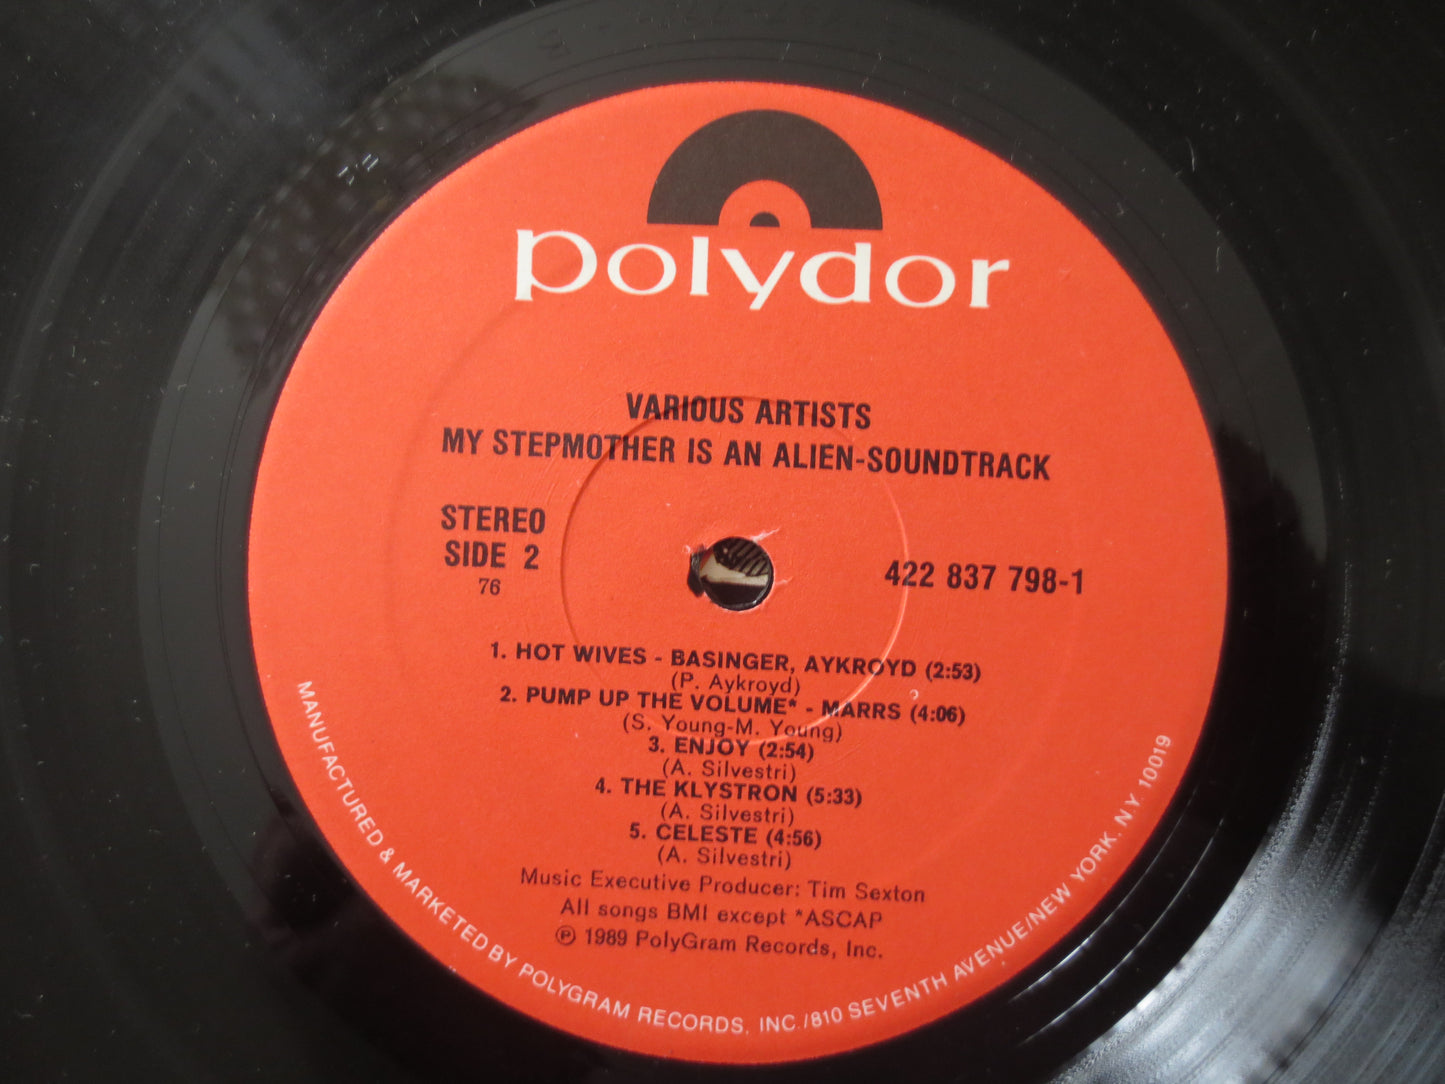 polydor
VARIOUS ARTISTS
MY STEPMOTHER IS AN ALIEN-SOUNDTRACK
STEREO
SIDE 2
76
422 837 798-1
1. HOT WIVES - BASINGER, AYKROYD (2:53)
(P. Aykroyd)
2. PUMP UP THE VOLUME* - MARRS (4:06)
(S. Young-M. Young)
3. ENJOY (2:54)
(A. Silvestri)
4. THE KLYSTRON (5:33)
(A. Silvestri)
5. CELESTE (4:56)
(A. Silvestri)
Music Executive Producer: Tim Sexton
All songs BMI except *ASCAP
℗ 1989 PolyGram Records, Inc.
MANUFACTURED & MARKETED BY POLYGRAM RECORDS, INC./810 SEVENTH AVENUE/NEW YORK, N.Y. 10019